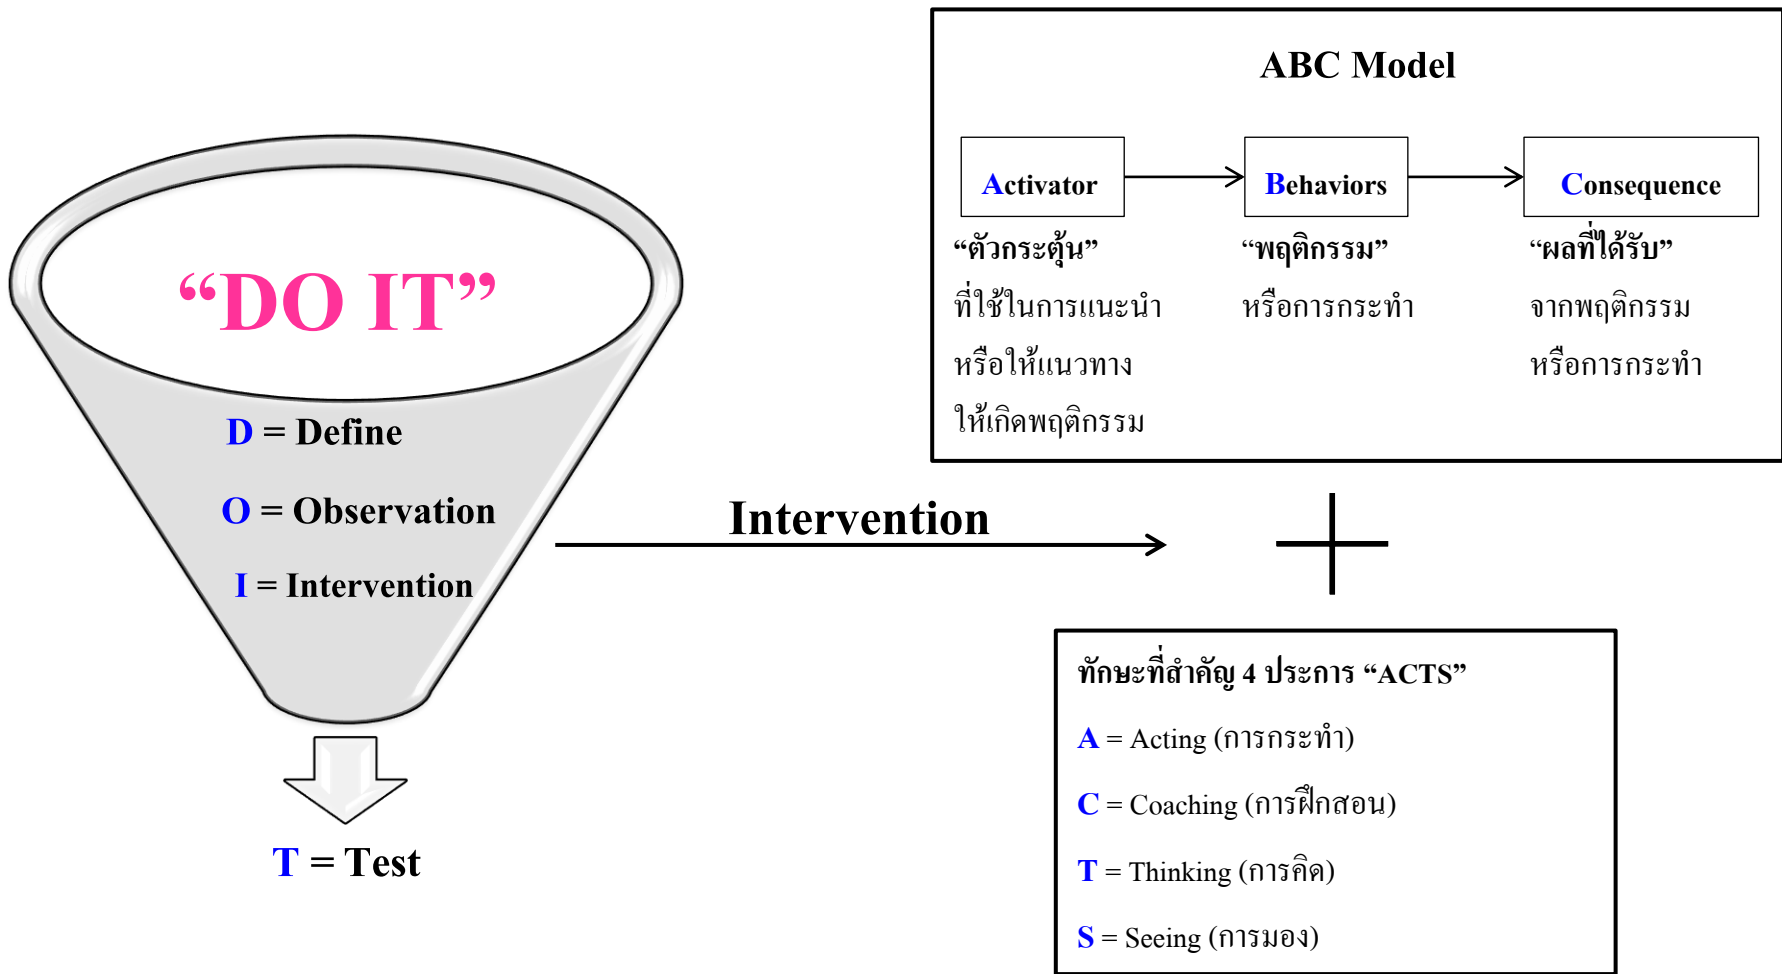 “DO IT”
D = Define
O = Observation
I = Intervention
T = Test
Intervention
ABC Model
Activator
“ตัวกระตุ้น”
ที่ใช้ในการแนะนำ
หรือให้แนวทาง
ให้เกิดพฤติกรรม
Behaviors
“พฤติกรรม”
หรือการกระทำ
Consequence
“ผลที่ได้รับ”
จากพฤติกรรม
หรือการกระทำ
ทักษะที่สำคัญ 4 ประการ “ACTS”
A = Acting (การกระทำ)
C = Coaching (การฝึกสอน)
T = Thinking (การคิด)
S = Seeing (การมอง)